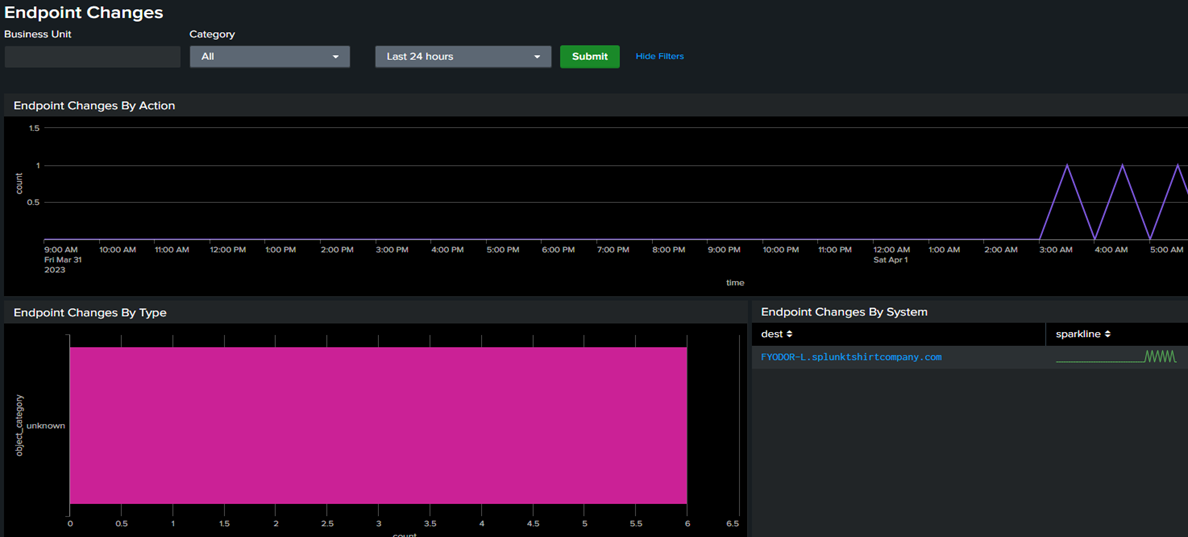 Endpoint Changes
Business Unit
Category
All
Last 24 hours
Submit
Hide Filters
Endpoint Changes By Action
1.5
1
0.5
count
9:00 AM
Fri Mar 31
2023
10:00 AM
11:00 AM
12:00 PM
1:00 PM
2:00 PM
3:00 PM
4:00 PM
5:00 PM
6:00 PM
7:00 PM
8:00 PM
9:00 PM
10:00 PM
11:00 PM
12:00 AM
Sat Apr 1
1:00 AM
2:00 AM
3:00 AM
4:00 AM
5:00 AM
time
Endpoint Changes By Type
object_category
unknown
0
0.5
1
1.5
2
2.5
3
3.5
4
4.5
5
5.5
6
6.5
count
Endpoint Changes By System
dest
sparkline
FYODOR-L.splunktshirtcompany.com